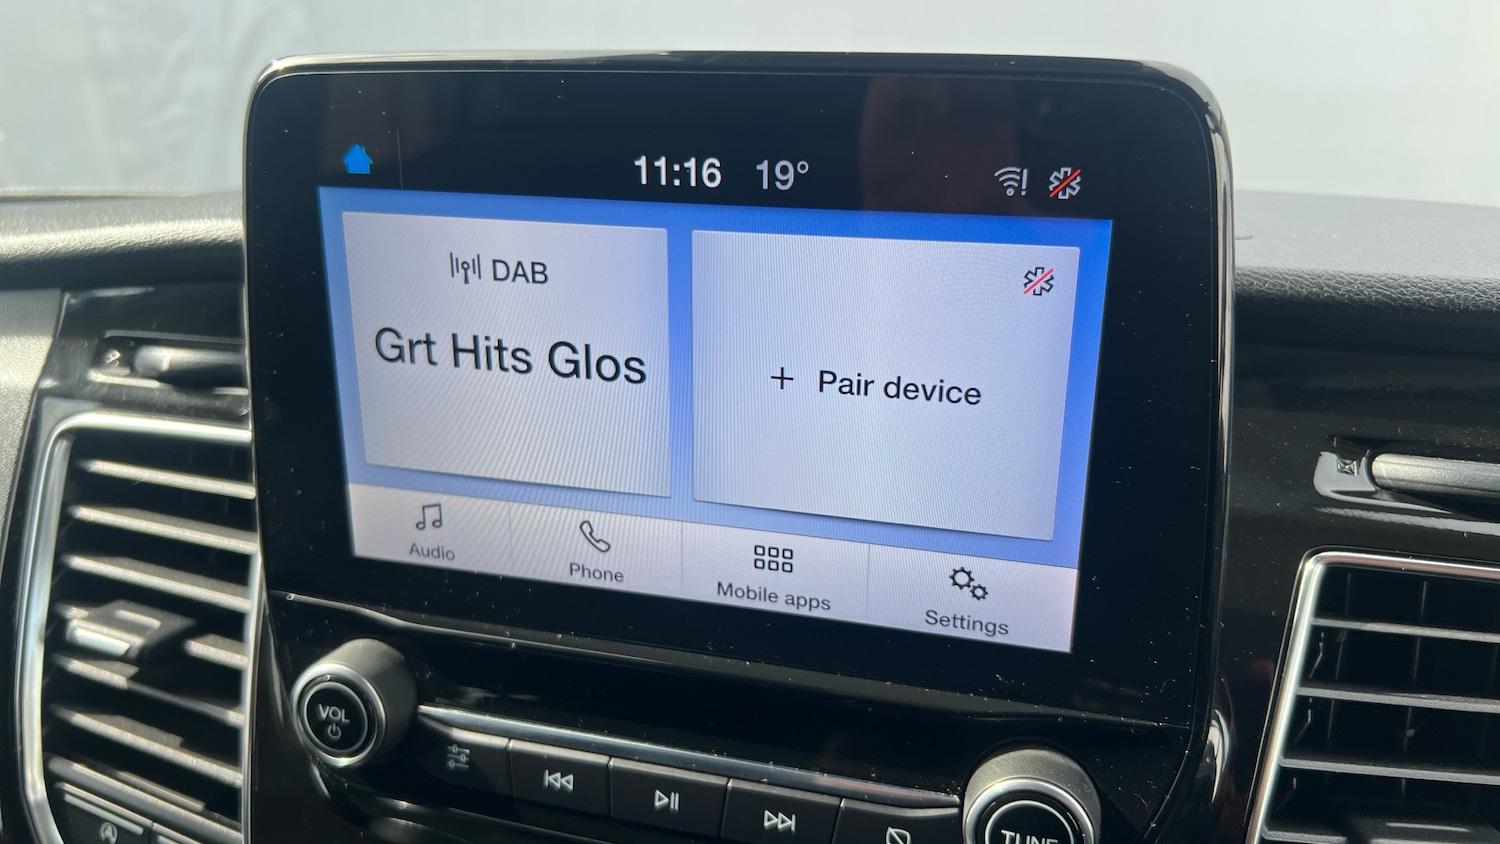 11:16 19°
DAB
Grt Hits Glos
+ Pair device
Audio
Phone
Mobile apps
Settings
VOL
TUNE